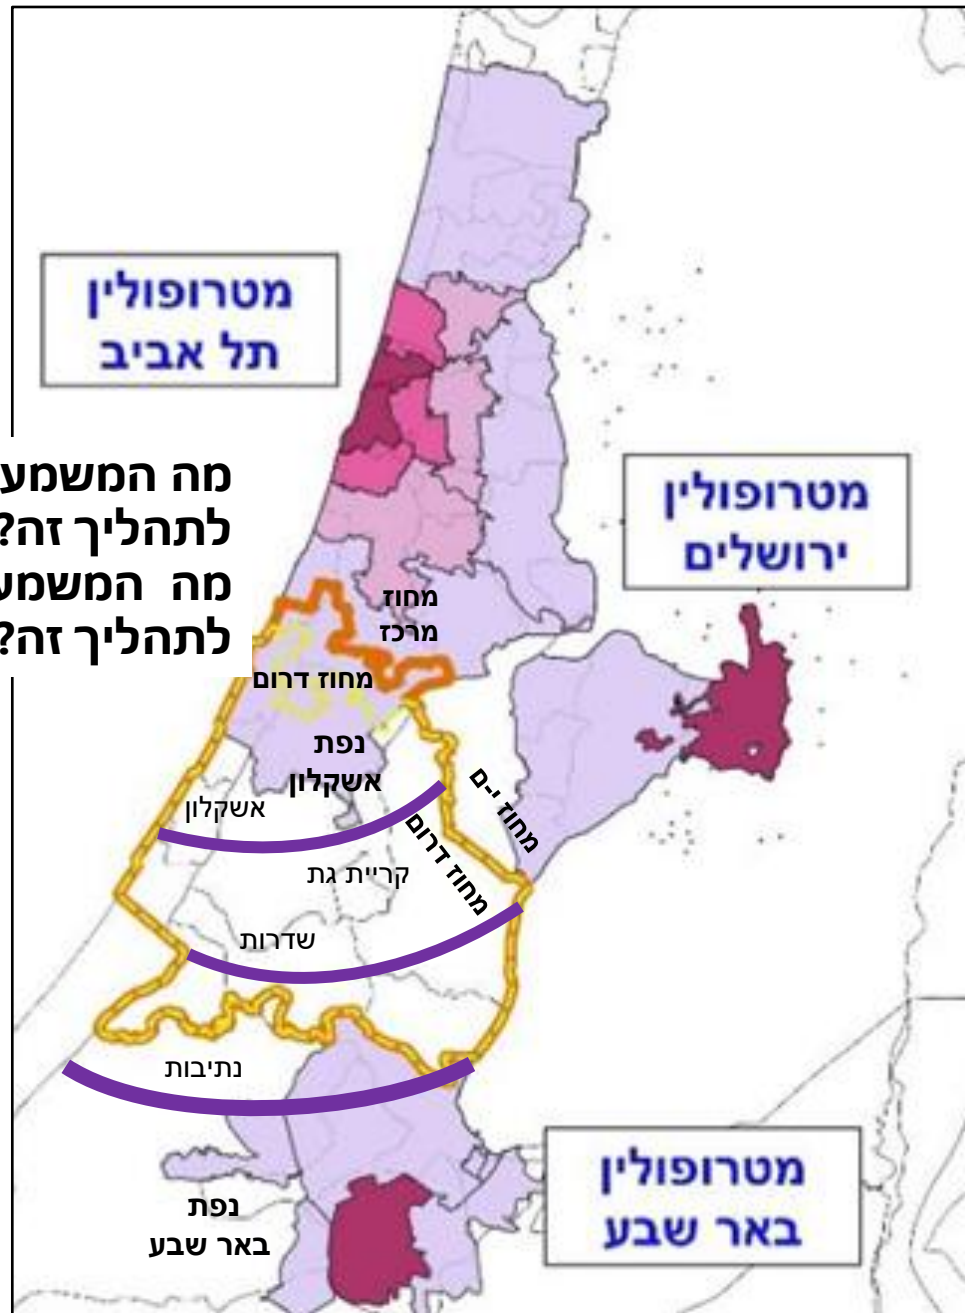 מטרופולין
תל אביב
מה המשמע
לתהליך זה?
מה המשמע
לתהליך זה?
מטרופולין
ירושלים
מחוז
מרכז
מחוז דרום
נפת
אשקלון
אשקלון
מחוז י-ם
מחוז דרום
קריית גת
שדרות
נתיבות
נפת
באר שבע
מטרופולין
באר שבע